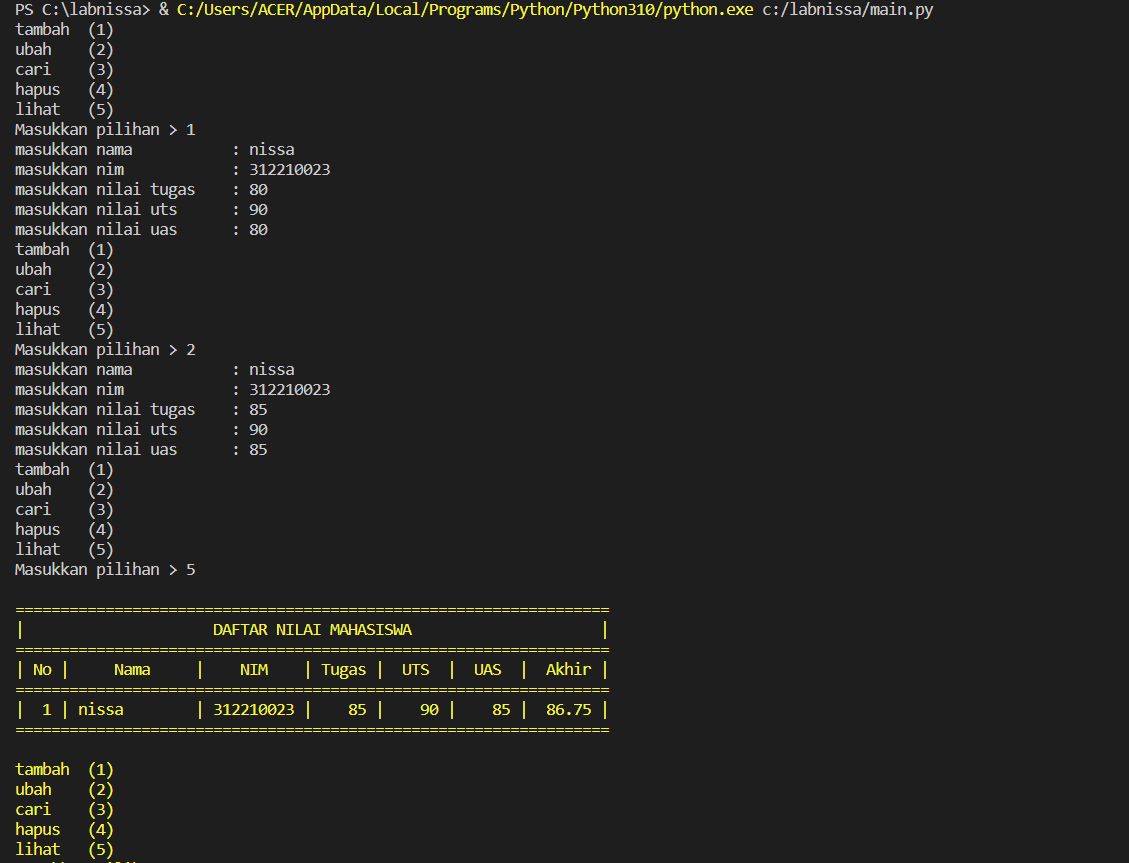 PS C:\labnissa> & C:/Users/ACER/AppData/Local/Programs/Python/Python310/python.exe c:/labnissa/main.py
tambah  (1)
ubah    (2)
cari    (3)
hapus   (4)
lihat   (5)
Masukkan pilihan > 1
masukkan nama           : nissa
masukkan nim            : 312210023
masukkan nilai tugas    : 80
masukkan nilai uts      : 90
masukkan nilai uas      : 80
tambah  (1)
ubah    (2)
cari    (3)
hapus   (4)
lihat   (5)
Masukkan pilihan > 2
masukkan nama           : nissa
masukkan nim            : 312210023
masukkan nilai tugas    : 85
masukkan nilai uts      : 90
masukkan nilai uas      : 85
tambah  (1)
ubah    (2)
cari    (3)
hapus   (4)
lihat   (5)
Masukkan pilihan > 5
==================================================================
|                     DAFTAR NILAI MAHASISWA                     |
==================================================================
| No |     Nama     |    NIM    | Tugas |  UTS  |  UAS  |  Akhir |
==================================================================
|  1 | nissa        | 312210023 |    85 |    90 |    85 |  86.75 |
==================================================================
tambah  (1)
ubah    (2)
cari    (3)
hapus   (4)
lihat   (5)